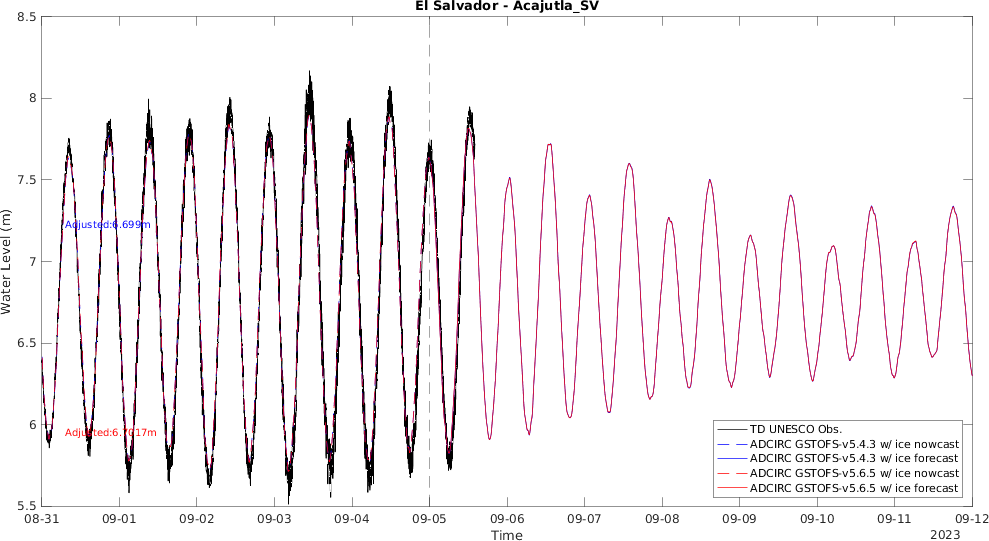 El Salvador - Acajutla_SV
8.5
8
7.5
7
6.5
6
5.5
Water Level (m)
Adjusted:6.699m
Adjusted:6.7017m
TD UNESCO Obs.
ADCIRC GSTOFS-v5.4.3 w/ ice nowcast
ADCIRC GSTOFS-v5.4.3 w/ ice forecast
ADCIRC GSTOFS-v5.6.5 w/ ice nowcast
ADCIRC GSTOFS-v5.6.5 w/ ice forecast
08-31 09-01 09-02 09-03 09-04 09-05 09-06 09-07 09-08 09-09 09-10 09-11 09-12
Time 2023